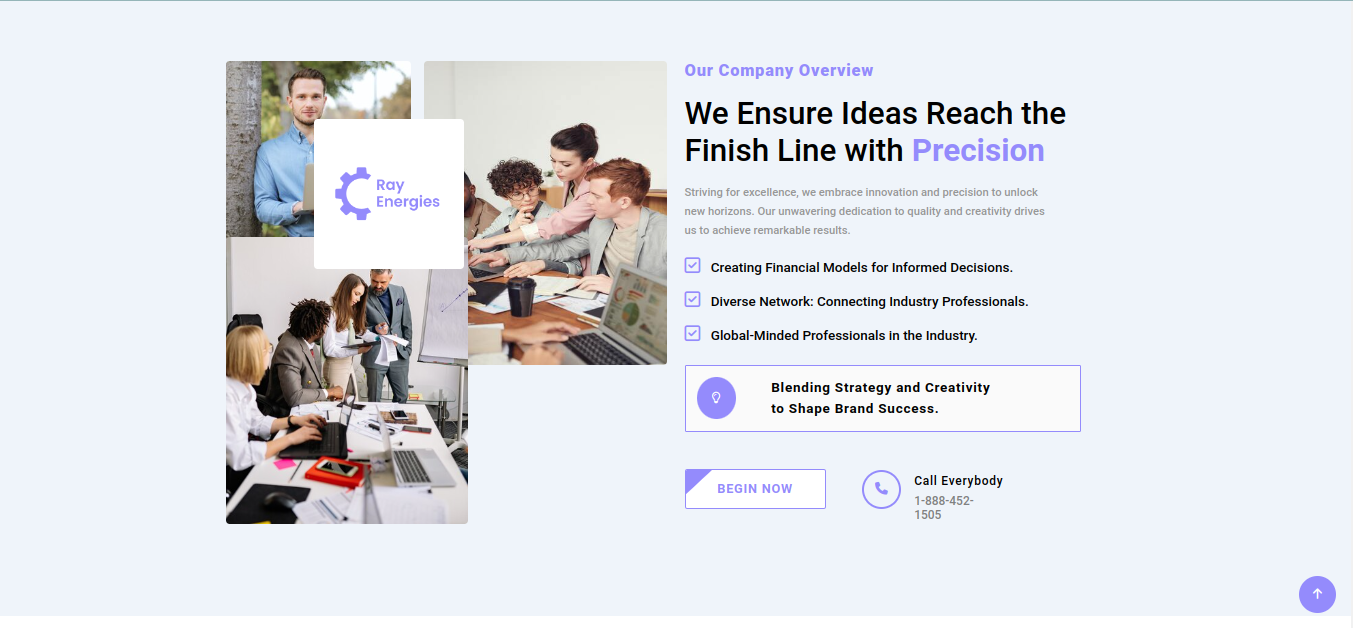 Ray
Energies
Our Company Overview
We Ensure Ideas Reach the
Finish Line with Precision
Striving for excellence, we embrace innovation and precision to unlock
new horizons. Our unwavering dedication to quality and creativity drives
us to achieve remarkable results.
Creating Financial Models for Informed Decisions.
Diverse Network: Connecting Industry Professionals.
Global-Minded Professionals in the Industry.
Blending Strategy and Creativity
to Shape Brand Success.
BEGIN NOW
Call Everybody
1-888-452-
1505